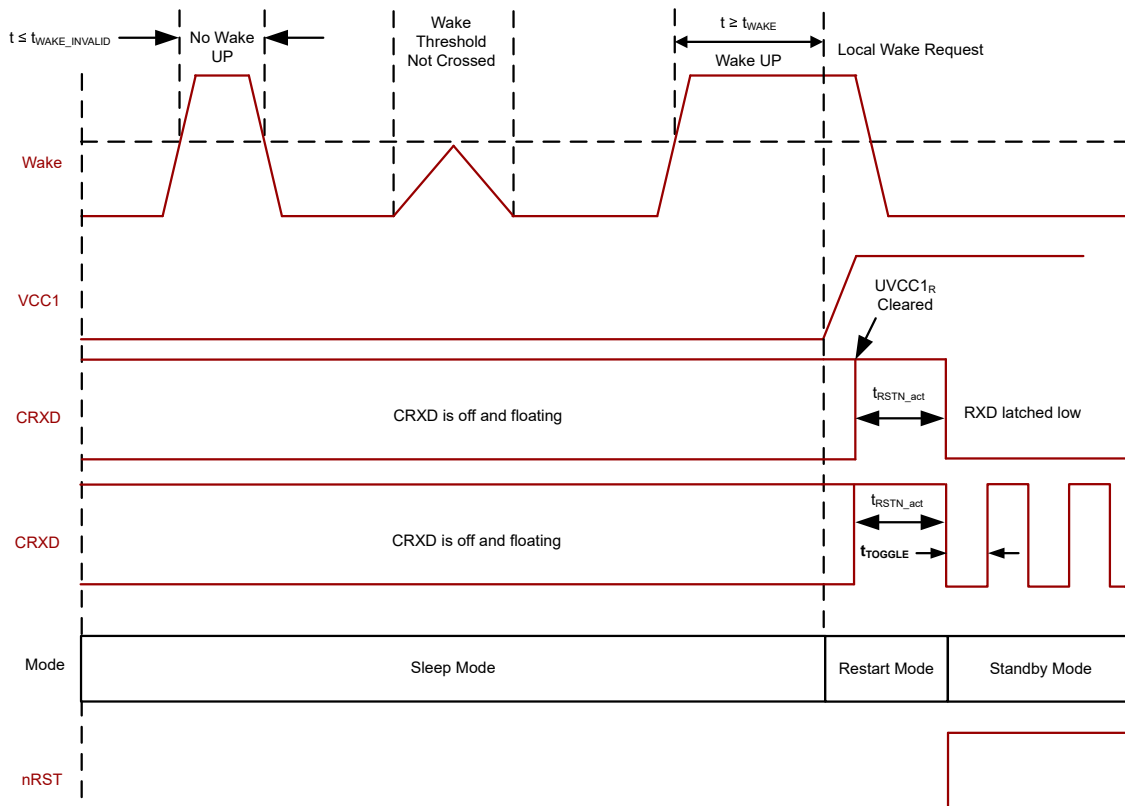 t ≤ tWAKE_INVALID
No Wake
UP
Wake
Threshold
Not Crossed
t ≥ tWAKE
Wake UP
Local Wake Request
Wake
VCC1
UVCC1R
Cleared
CRXD
CRXD is off and floating
tRSTN_act
RXD latched low
CRXD
CRXD is off and floating
tRSTN_act
tTOGGLE
Mode
Sleep Mode
Restart Mode
Standby Mode
nRST